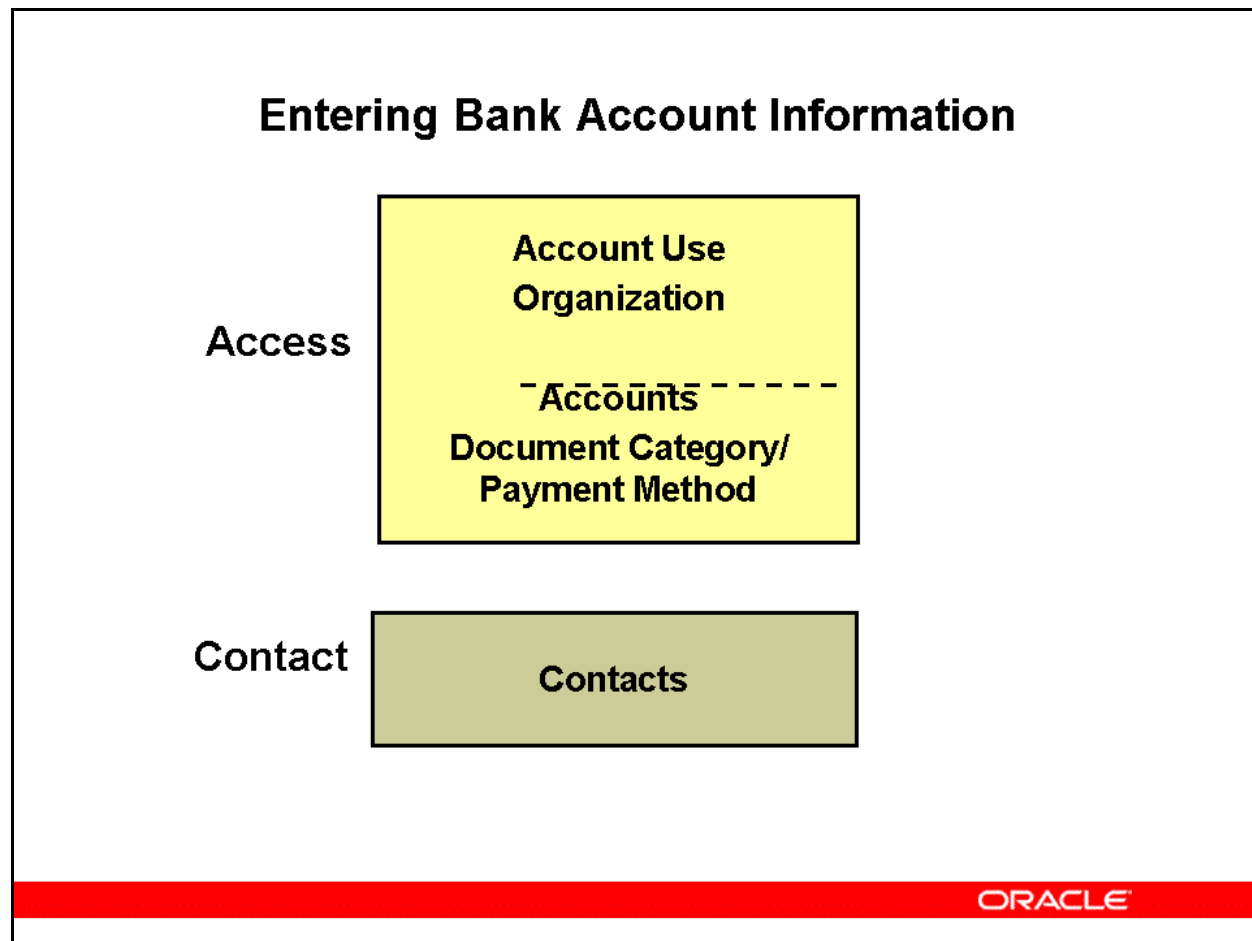 Entering Bank Account Information
Account Use
Organization
Access
Accounts
Document Category/
Payment Method
Contact
Contacts
ORACLE